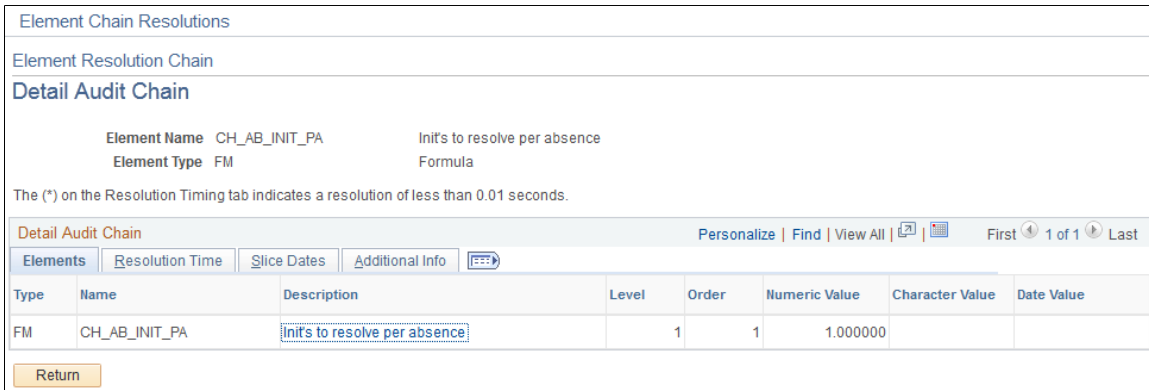 Element Chain Resolutions
Element Resolution Chain
Detail Audit Chain
Element Name CH_AB_INIT_PA Init's to resolve per absence
Element Type FM Formula
The (*) on the Resolution Timing tab indicates a resolution of less than 0.01 seconds.
Detail Audit Chain Personalize | Find | View All | | First 1 of 1 Last
Elements Resolution Time Slice Dates Additional Info
Type Name Description Level Order Numeric Value Character Value Date Value
FM CH_AB_INIT_PA Init's to resolve per absence 1 1 1.000000
Return